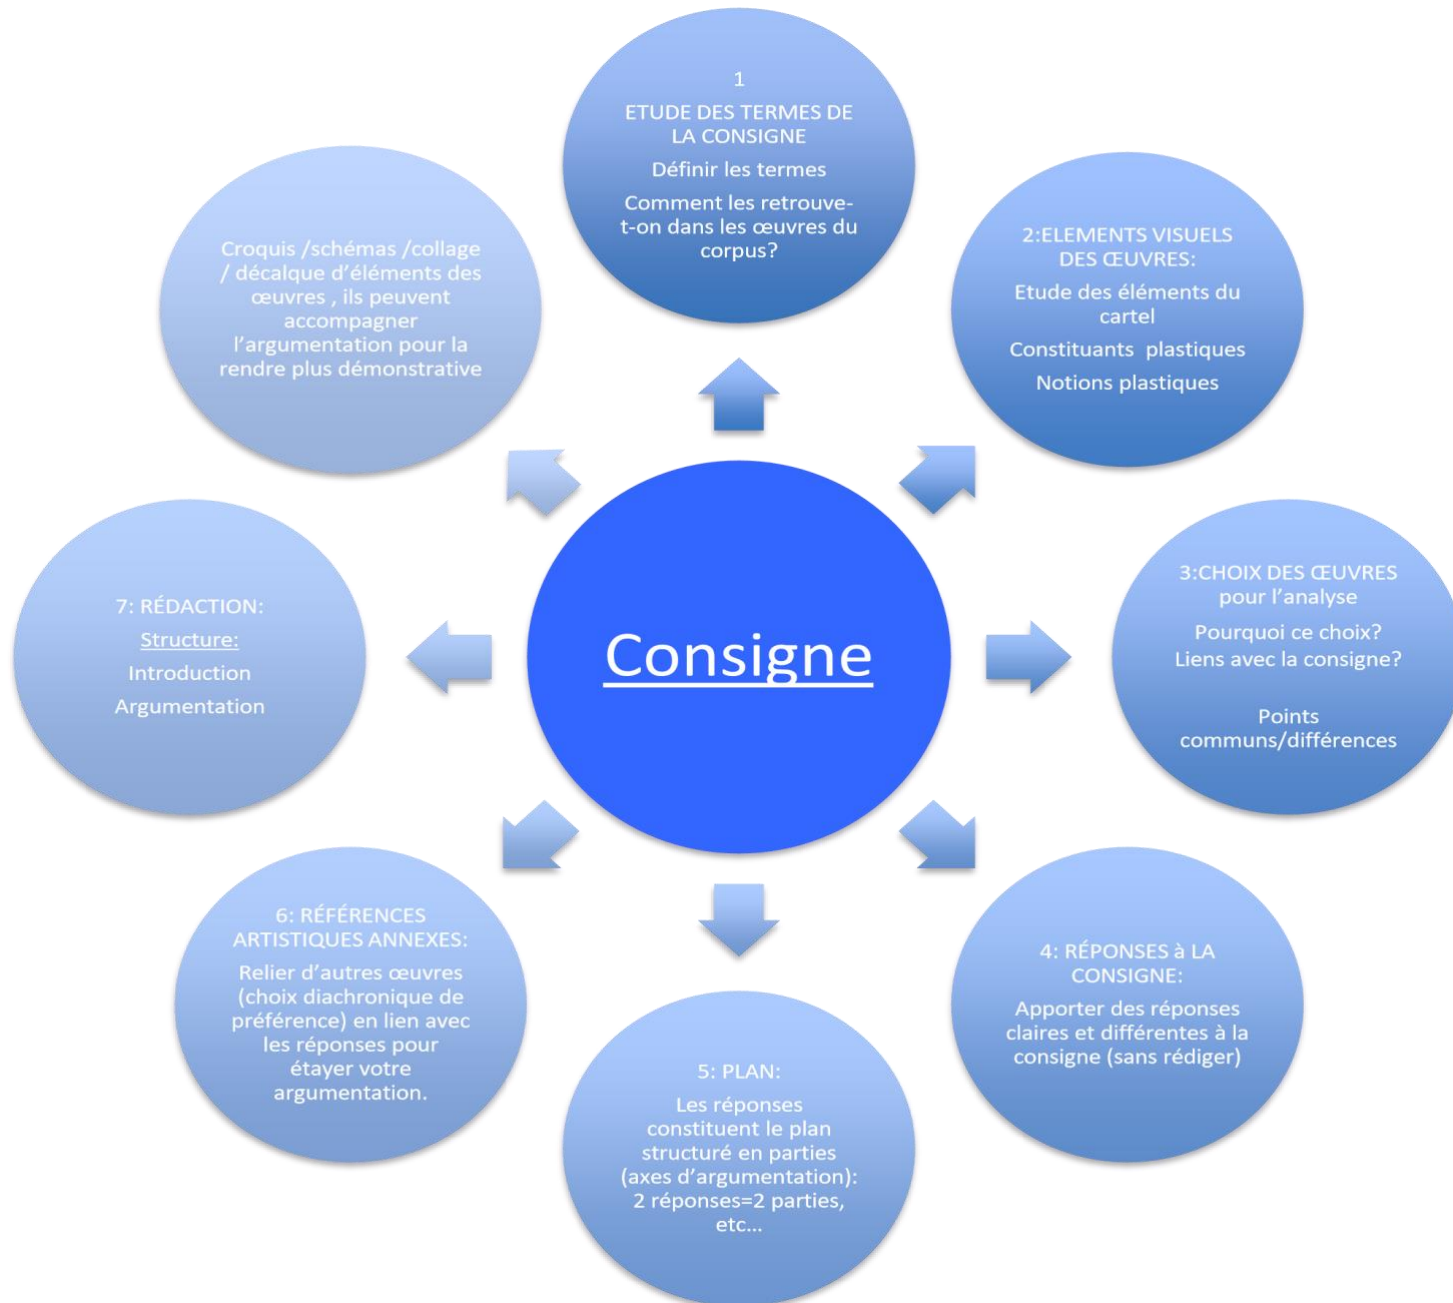 1
ETUDE DES TERMES DE
LA CONSIGNE
Définir les termes
Comment les retrouve-
t-on dans les œuvres du
corpus?
2:ELEMENTS VISUELS
DES ŒUVRES:
Etude des éléments du
cartel
Constituants plastiques
Notions plastiques
3:CHOIX DES ŒUVRES
pour l'analyse
Pourquoi ce choix?
Liens avec la consigne?
Points
communs/différences
4: RÉPONSES à LA
CONSIGNE:
Apporter des réponses
claires et différentes à la
consigne (sans rédiger)
5: PLAN:
Les réponses
constituent le plan
structuré en parties
(axes d'argumentation):
2 réponses=2 parties,
etc...
6: RÉFÉRENCES
ARTISTIQUES ANNEXES:
Relier d'autres œuvres
(choix diachronique de
préférence) en lien avec
les réponses pour
étayer votre
argumentation.
7: RÉDACTION:
Structure:
Introduction
Argumentation
Croquis /schémas /collage
/ décalque d'éléments des
œuvres , ils peuvent
accompagner
l'argumentation pour la
rendre plus démonstrative
Consigne